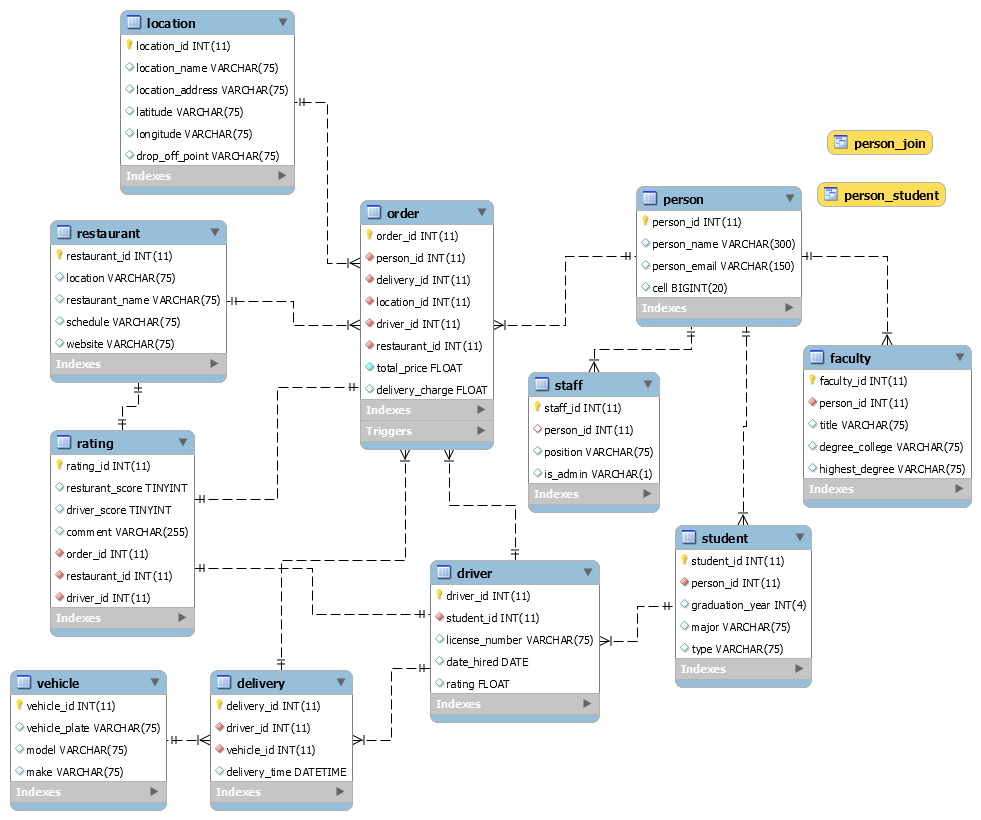 location
location_id INT(11)
location_name VARCHAR(75)
location_address VARCHAR(75)
latitude VARCHAR(75)
longitude VARCHAR(75)
drop_off_point VARCHAR(75)
Indexes
person_join
person_student
restaurant
restaurant_id INT(11)
location VARCHAR(75)
restaurant_name VARCHAR(75)
schedule VARCHAR(75)
website VARCHAR(75)
Indexes
order
order_id INT(11)
person_id INT(11)
delivery_id INT(11)
location_id INT(11)
driver_id INT(11)
restaurant_id INT(11)
total_price FLOAT
delivery_charge FLOAT
Indexes
Triggers
person
person_id INT(11)
person_name VARCHAR(300)
person_email VARCHAR(150)
cell BIGINT(20)
Indexes
staff
staff_id INT(11)
person_id INT(11)
position VARCHAR(75)
is_admin VARCHAR(1)
Indexes
faculty
faculty_id INT(11)
person_id INT(11)
title VARCHAR(75)
degree_college VARCHAR(75)
highest_degree VARCHAR(75)
Indexes
rating
rating_id INT(11)
resturant_score TINYINT
driver_score TINYINT
comment VARCHAR(255)
order_id INT(11)
restaurant_id INT(11)
driver_id INT(11)
Indexes
driver
driver_id INT(11)
student_id INT(11)
license_number VARCHAR(75)
date_hired DATE
rating FLOAT
Indexes
student
student_id INT(11)
person_id INT(11)
graduation_year INT(4)
major VARCHAR(75)
type VARCHAR(75)
Indexes
vehicle
vehicle_id INT(11)
vehicle_plate VARCHAR(75)
model VARCHAR(75)
make VARCHAR(75)
Indexes
delivery
delivery_id INT(11)
driver_id INT(11)
vehicle_id INT(11)
delivery_time DATETIME
Indexes